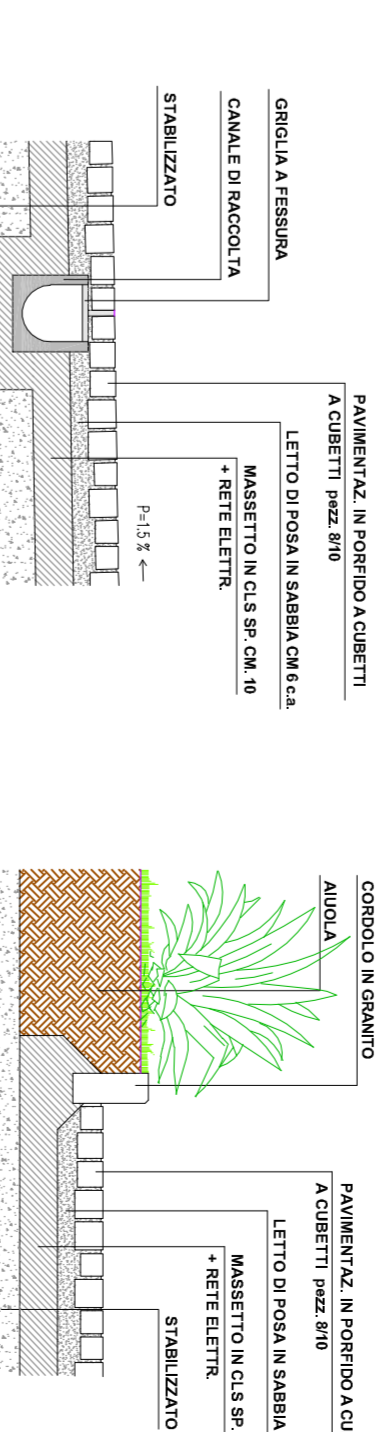 GRIGLIA A FESSURA
CANALE DI RACCOLTA
STABILIZZATO
PAVIMENTAZ. IN PORFIDO A CUBETTI
A CUBETTI pezz. 8/10
LETTO DI POSA IN SABBIA CM 6 c.a.
MASSETTO IN CLS SP. CM. 10
+ RETE ELETTR.
P=1.5 % ←
CORDOLO IN GRANITO
AIUOLA
PAVIMENTAZ. IN PORFIDO A CU
A CUBETTI pezz. 8/10
LETTO DI POSA IN SABBIA
MASSETTO IN CLS SP.
+ RETE ELETTR.
STABILIZZATO